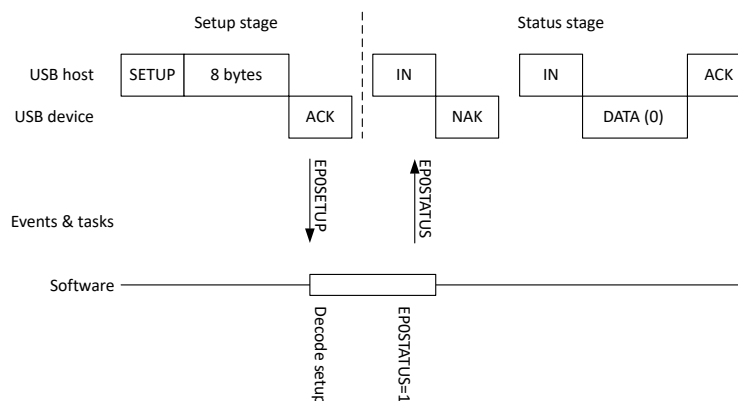 Setup stage
Status stage
USB host
SETUP
8 bytes
IN
IN
ACK
USB device
ACK
NAK
DATA (0)
EP0SETUP
EP0STATUS
Events & tasks
Software
Decode setup
EP0STATUS=1